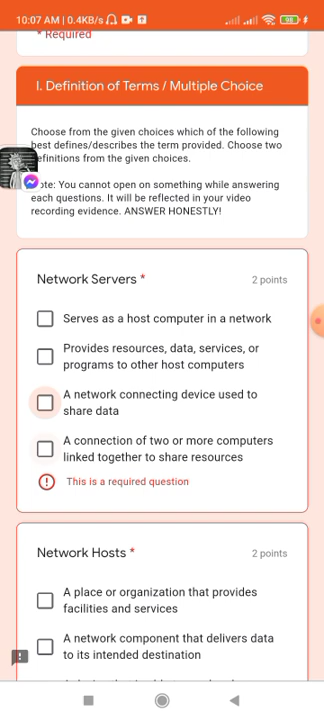 10:07 AM | 0.4KB/s
98
* Required
I. Definition of Terms / Multiple Choice
Choose from the given choices which of the following
best defines/describes the term provided. Choose two
definitions from the given choices.
Note: You cannot open on something while answering
each questions. It will be reflected in your video
recording evidence. ANSWER HONESTLY!
Network Servers *
2 points
Serves as a host computer in a network
Provides resources, data, services, or
programs to other host computers
A network connecting device used to
share data
A connection of two or more computers
linked together to share resources
This is a required question
Network Hosts *
2 points
A place or organization that provides
facilities and services
A network component that delivers data
to its intended destination